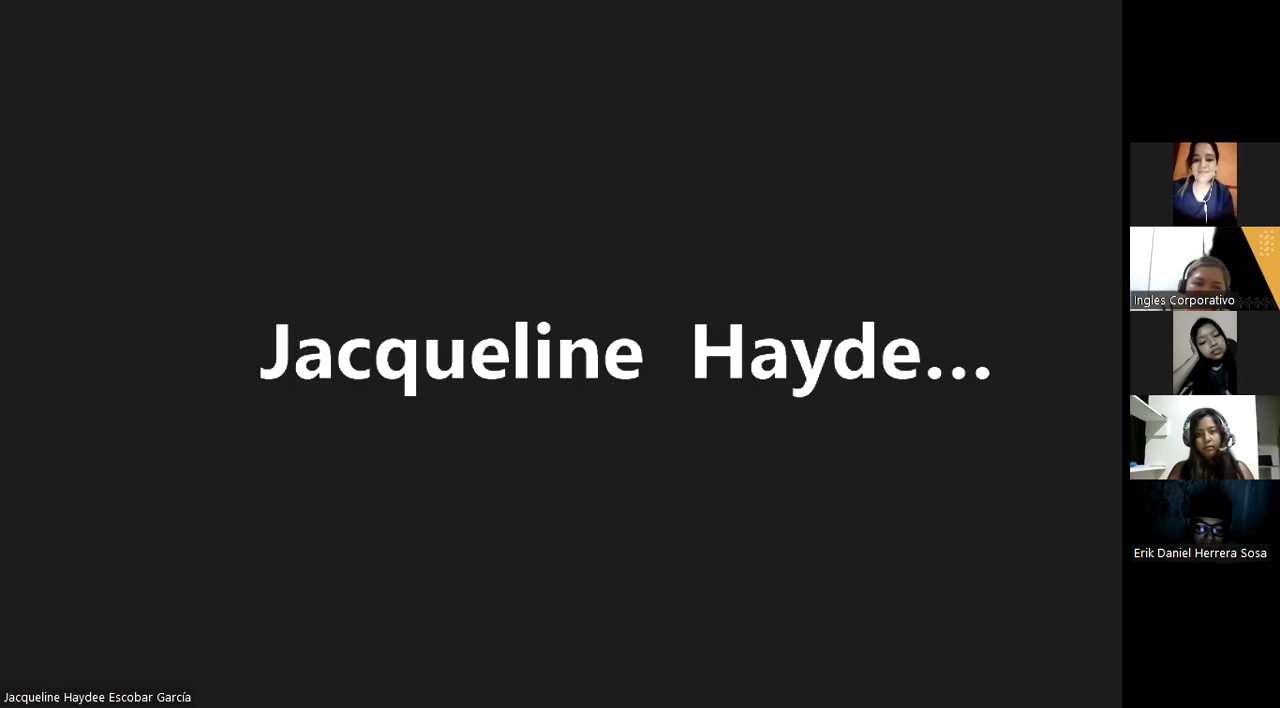 Jacqueline Hayde...
Ingles Corporativo
Erik Daniel Herrera Sosa
Jacqueline Haydee Escobar García